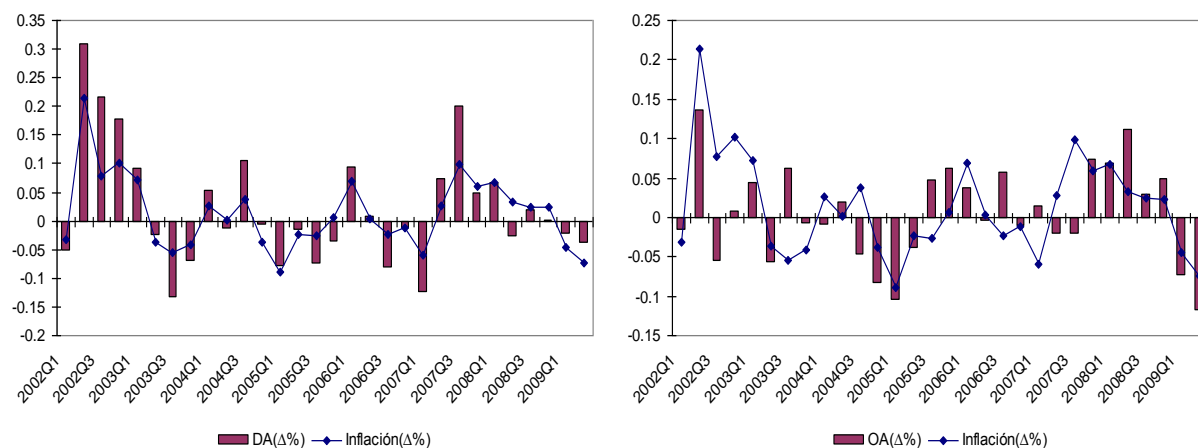 0.35
0.3
0.25
0.2
0.15
0.1
0.05
0
-0.05
-0.1
-0.15
-0.2
2002Q1
2002Q3
2003Q1
2003Q3
2004Q1
2004Q3
2005Q1
2005Q3
2006Q1
2006Q3
2007Q1
2007Q3
2008Q1
2008Q3
2009Q1
DA(Δ%)
Inflación(Δ%)
0.25
0.2
0.15
0.1
0.05
0
-0.05
-0.1
-0.15
2002Q1
2002Q3
2003Q1
2003Q3
2004Q1
2004Q3
2005Q1
2005Q3
2006Q1
2006Q3
2007Q1
2007Q3
2008Q1
2008Q3
2009Q1
OA(Δ%)
Inflación(Δ%)